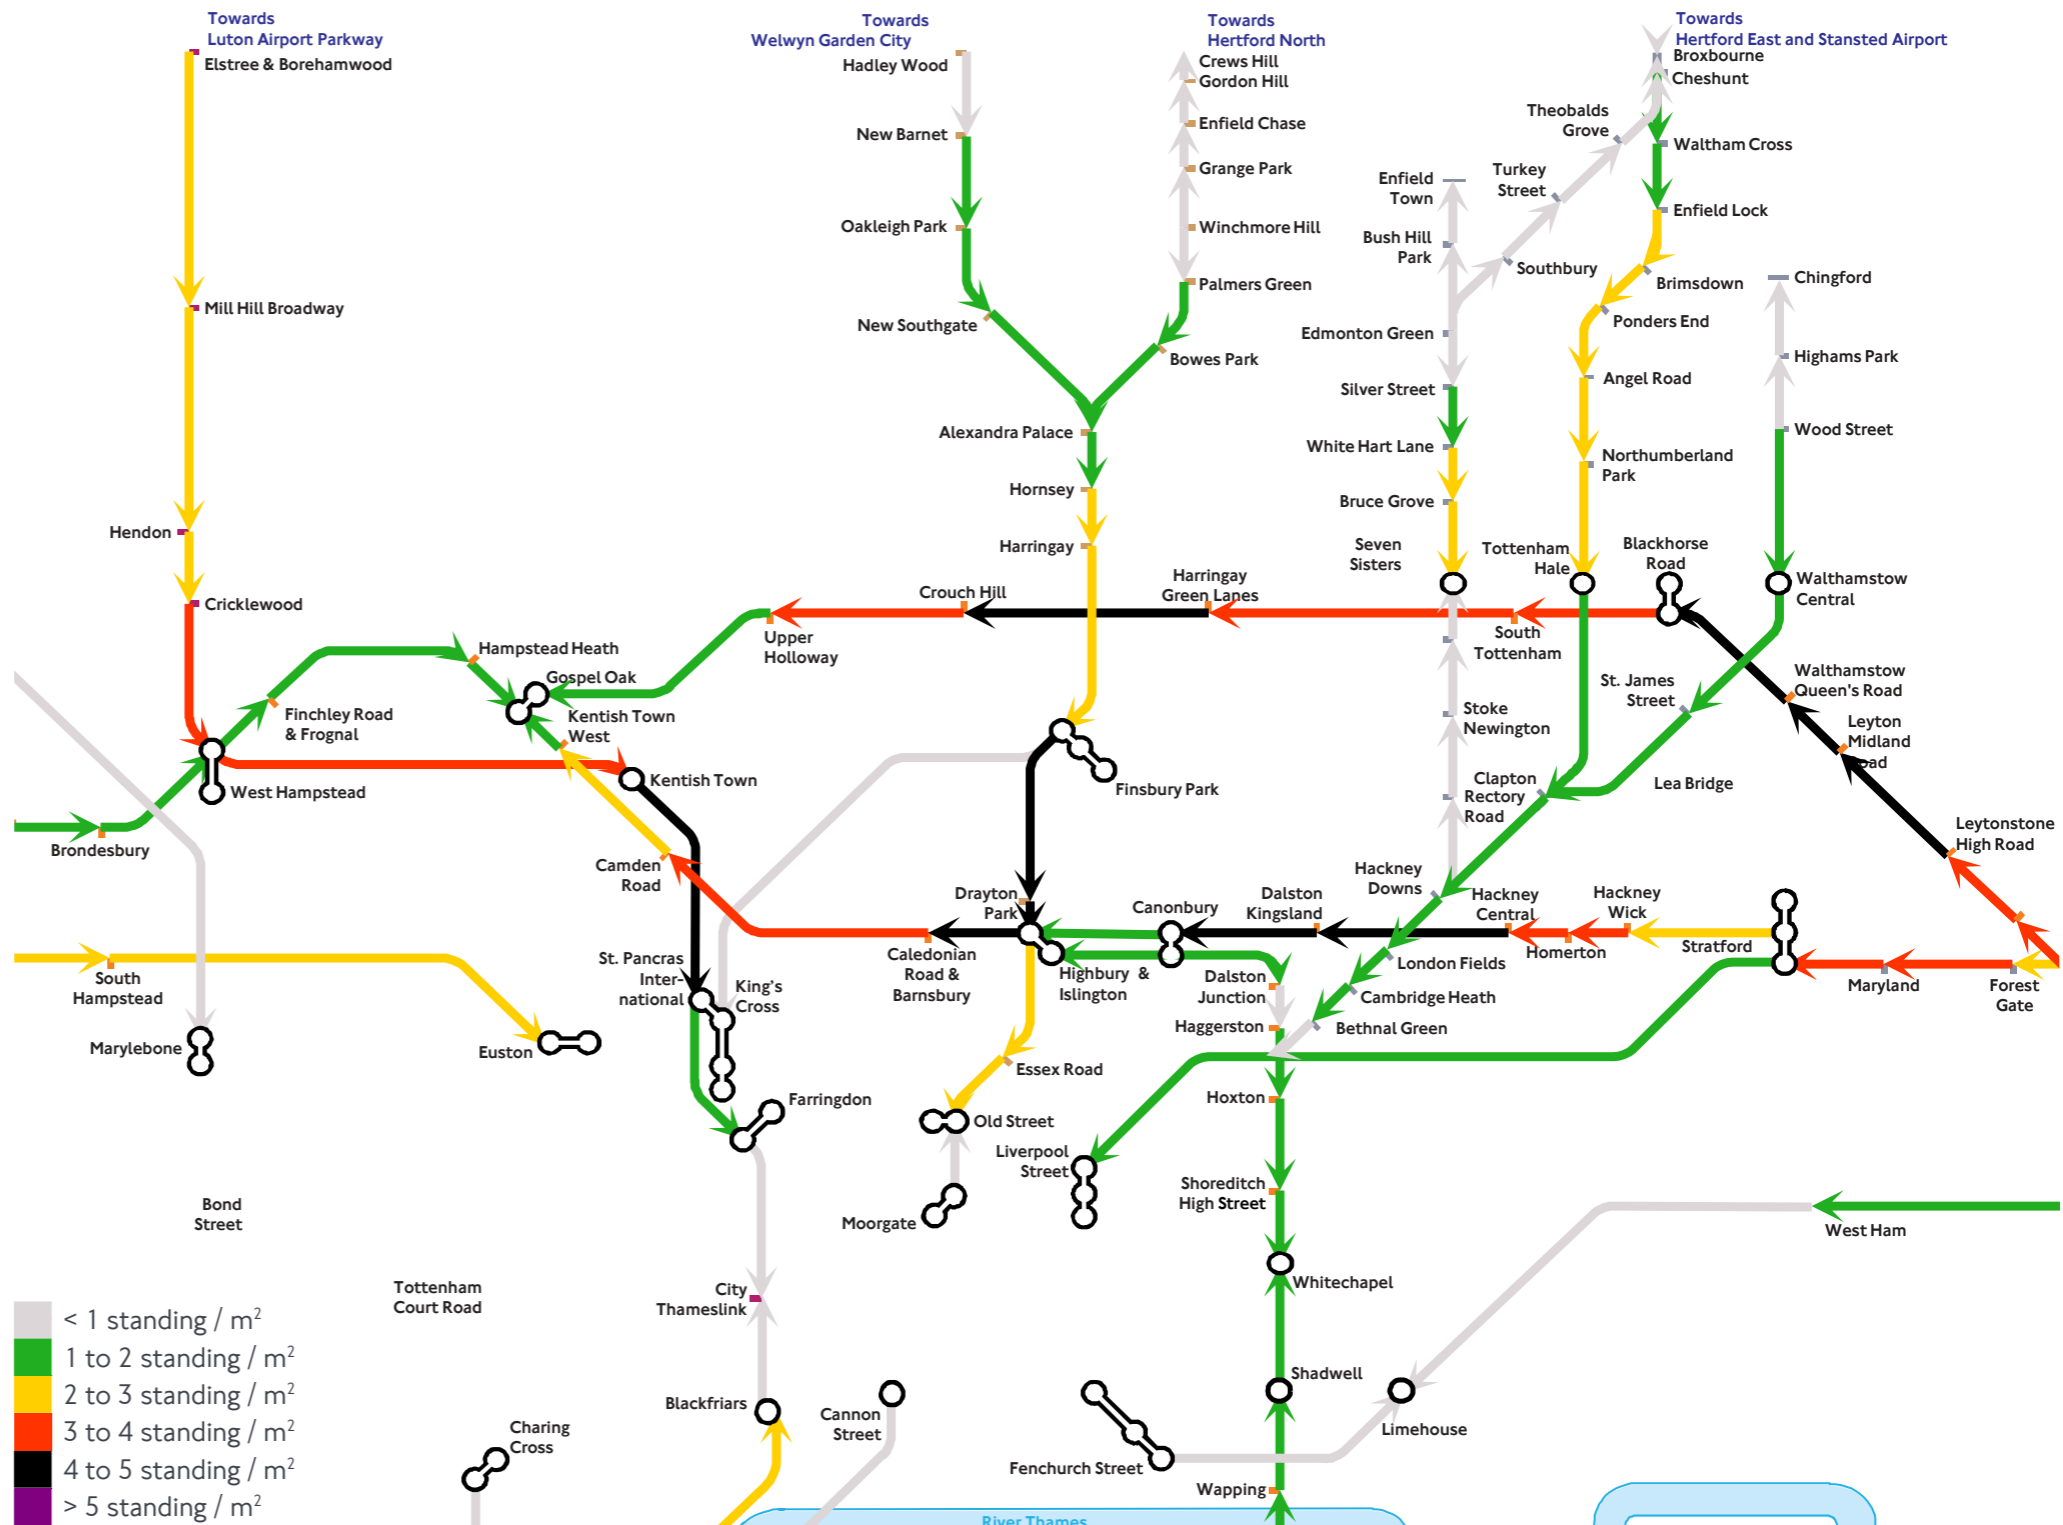 Towards
Luton Airport Parkway
Elstree & Borehamwood
Towards
Welwyn Garden City
Hadley Wood
Towards
Hertford North
Crews Hill
Gordon Hill
Towards
Hertford East and Stansted Airport
Broxbourne
Cheshunt
Theobalds
Grove
Enfield Chase
New Barnet
Waltham Cross
Grange Park
Turkey
Street
Enfield
Town
Enfield Lock
Oakleigh Park
Winchmore Hill
Bush Hill
Park
Southbury
Chingford
Brimsdown
Palmers Green
Mill Hill Broadway
New Southgate
Ponders End
Edmonton Green
Bowes Park
Highams Park
Angel Road
Silver Street
Alexandra Palace
Wood Street
White Hart Lane
Northumberland
Park
Hornsey
Bruce Grove
Hendon
Harringay
Seven
Sisters
Tottenham
Hale
Blackhorse
Road
Walthamstow
Central
Cricklewood
Crouch Hill
Harringay
Green Lanes
Upper
Holloway
South
Tottenham
Hampstead Heath
Gospel Oak
St. James
Street
Walthamstow
Queen's Road
Finchley Road
& Frognal
Kentish Town
West
Stoke
Newington
Leyton
Midland
Road
Kentish Town
West Hampstead
Finsbury Park
Clapton
Rectory
Road
Lea Bridge
Brondesbury
Leytonstone
High Road
Camden
Road
Hackney
Downs
Drayton
Park
Canonbury
Dalston
Kingsland
Hackney
Central
Hackney
Wick
Stratford
Homerton
South
Hampstead
St. Pancras
Inter-
national
King's
Cross
Caledonian
Road &
Barnsbury
Highbury &
Islington
Dalston
Junction
London Fields
Cambridge Heath
Maryland
Forest
Gate
Haggerston
Bethnal Green
Marylebone
Euston
Essex Road
Farringdon
Hoxton
Old Street
Liverpool
Street
Shoreditch
High Street
Bond
Street
Moorgate
West Ham
Whitechapel
Tottenham
Court Road
City
Thameslink
< 1 standing / m²
1 to 2 standing / m²
2 to 3 standing / m²
3 to 4 standing / m²
4 to 5 standing / m²
> 5 standing / m²
Shadwell
Blackfriars
Cannon
Street
Limehouse
Charing
Cross
Fenchurch Street
Wapping
River Thames